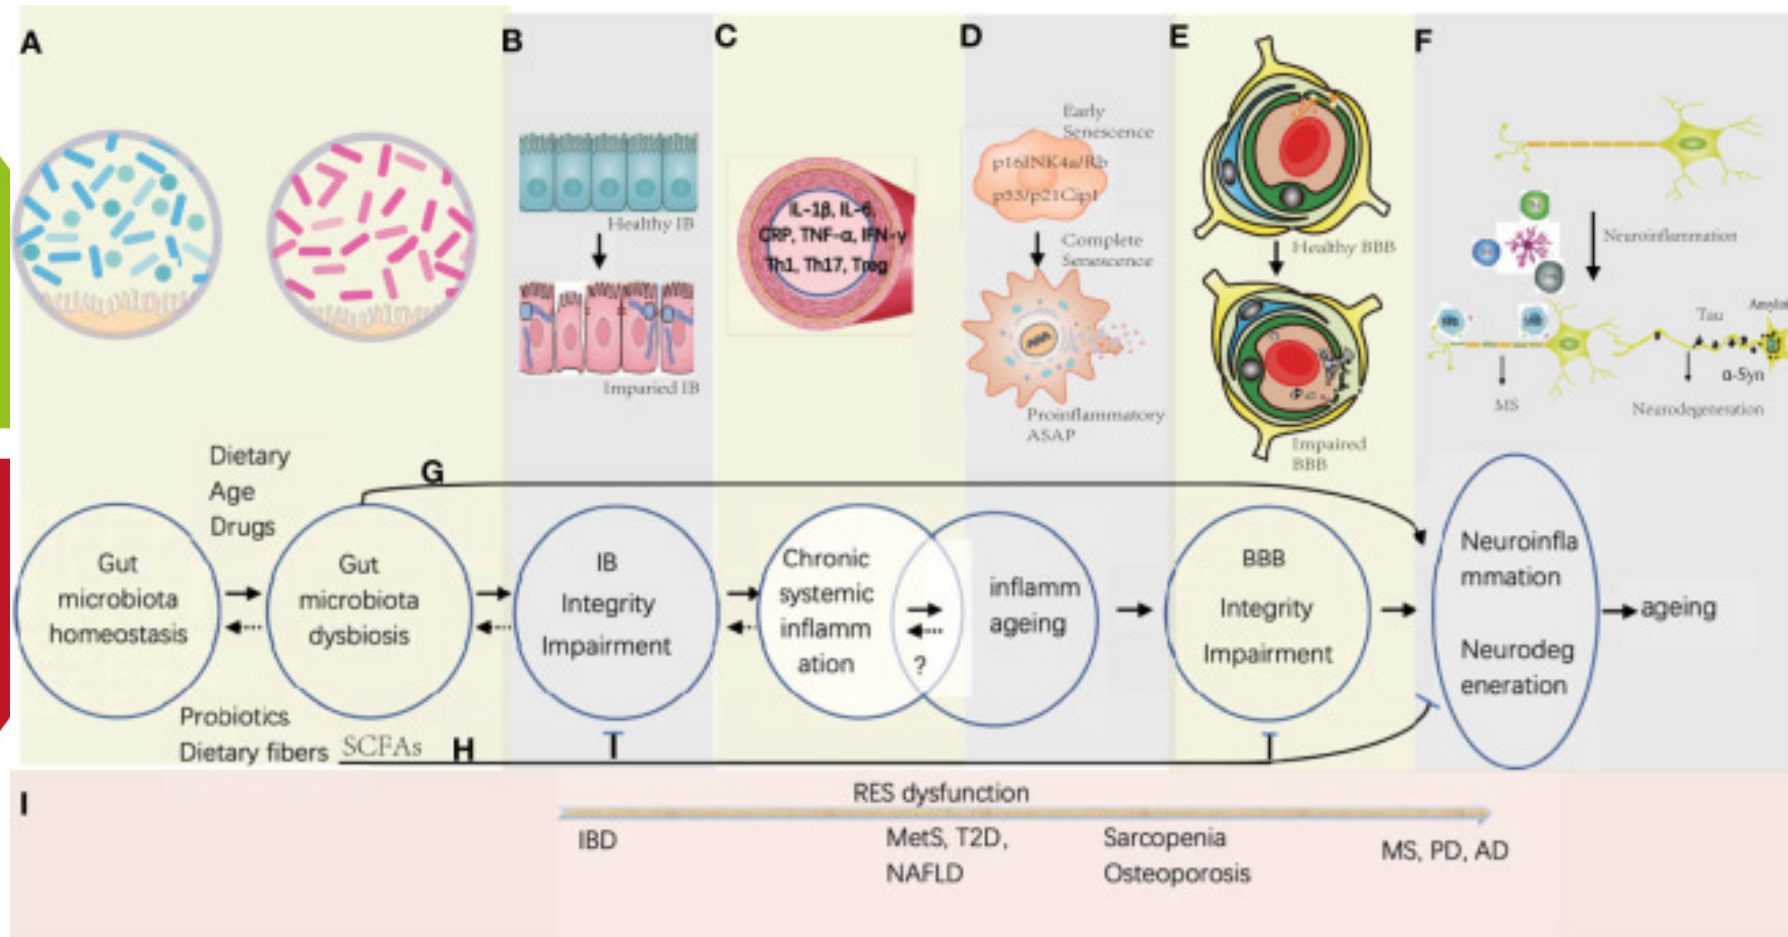 A
B
C
D
E
F
Early
Senescence
p16INK4a/Rb
p53/p21Cip1
Complete
Senescence
Proinflammatory
ASAP
Healthy IB
Imparied IB
IL-1β, IL-6,
CRP, TNF-α, IFN-γ
Th1, Th17, Treg
Healthy BBB
Impaired
BBB
Neuroinflammation
Tau
α-Syn
MS
Neurodegeneration
Dietary
Age
Drugs
G
Gut
microbiota
homeostasis
Gut
microbiota
dysbiosis
IB
Integrity
Impairment
Chronic
systemic
inflamm
ation
?
inflamm
ageing
BBB
Integrity
Impairment
Neuroinfla
mmation
Neurodeg
eneration
ageing
Probiotics
Dietary fibers
SCFAs
H
I
RES dysfunction
IBD
MetS, T2D,
NAFLD
Sarcopenia
Osteoporosis
MS, PD, AD